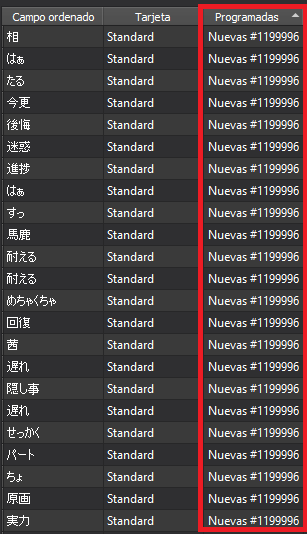 Campo ordenado Tarjeta Programadas
相 Standard Nuevas #1199996
はぁ Standard Nuevas #1199996
たる Standard Nuevas #1199996
今更 Standard Nuevas #1199996
後悔 Standard Nuevas #1199996
迷惑 Standard Nuevas #1199996
進捗 Standard Nuevas #1199996
はぁ Standard Nuevas #1199996
すっ Standard Nuevas #1199996
馬鹿 Standard Nuevas #1199996
耐える Standard Nuevas #1199996
耐える Standard Nuevas #1199996
めちゃくちゃ Standard Nuevas #1199996
回復 Standard Nuevas #1199996
茜 Standard Nuevas #1199996
遅れ Standard Nuevas #1199996
隠し事 Standard Nuevas #1199996
遅れ Standard Nuevas #1199996
せっかく Standard Nuevas #1199996
パート Standard Nuevas #1199996
ちょ Standard Nuevas #1199996
原画 Standard Nuevas #1199996
実力 Standard Nuevas #1199996